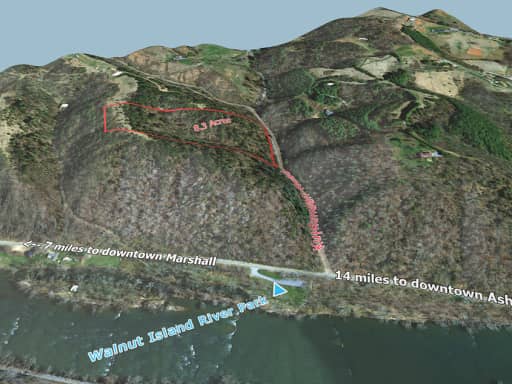 8.3 Acres
<-- 7 miles to downtown Marshall
14 miles to downtown Ash
Walnut Island River Park